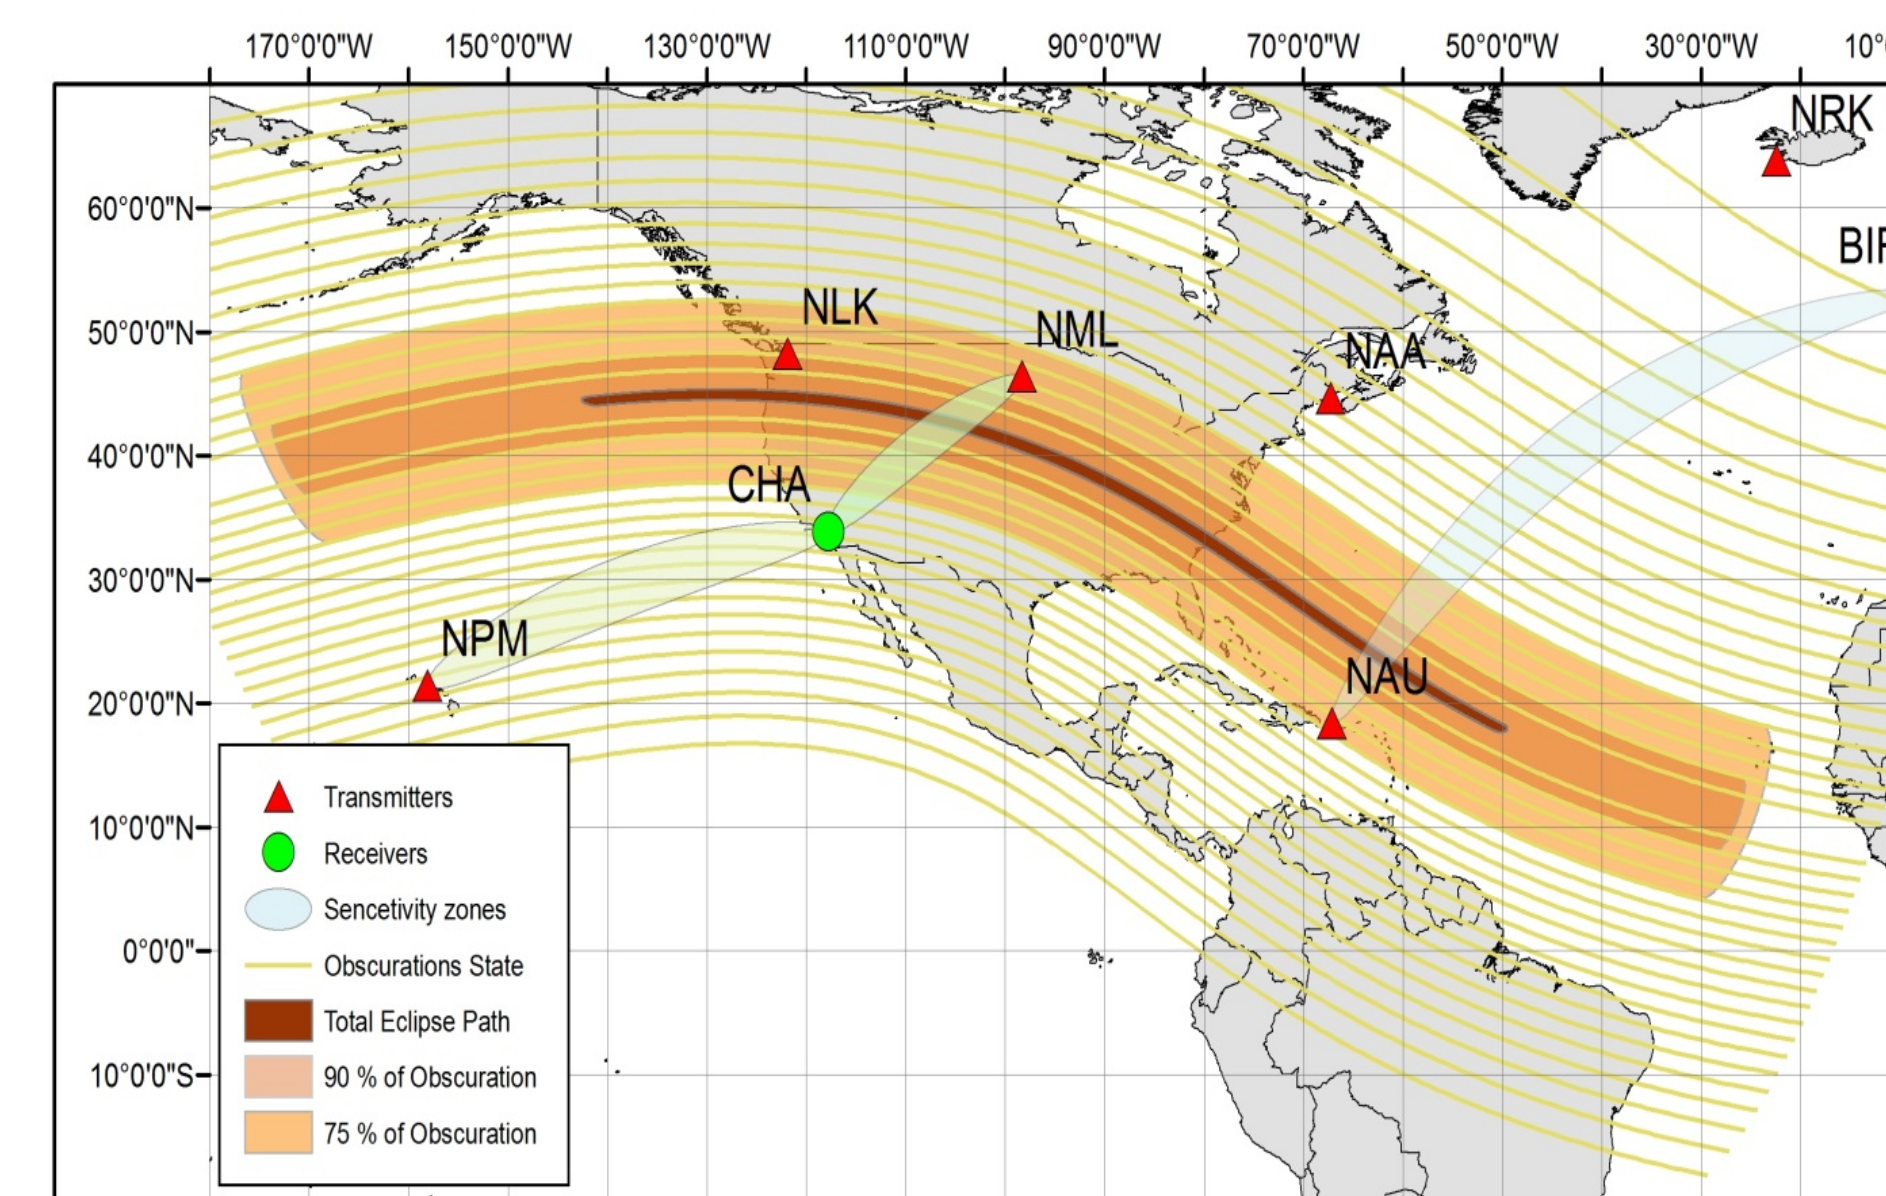 170°0'0"W 150°0'0"W 130°0'0"W 110°0'0"W 90°0'0"W 70°0'0"W 50°0'0"W 30°0'0"W 10°
NRK
60°0'0"N
BIF
NLK
NML
50°0'0"N
NAA
40°0'0"N
CHA
30°0'0"N
NPM
NAU
20°0'0"N
Transmitters
10°0'0"N
Receivers
Sencetivity zones
0°0'0"
Obscurations State
Total Eclipse Path
10°0'0"S
90 % of Obscuration
75 % of Obscuration